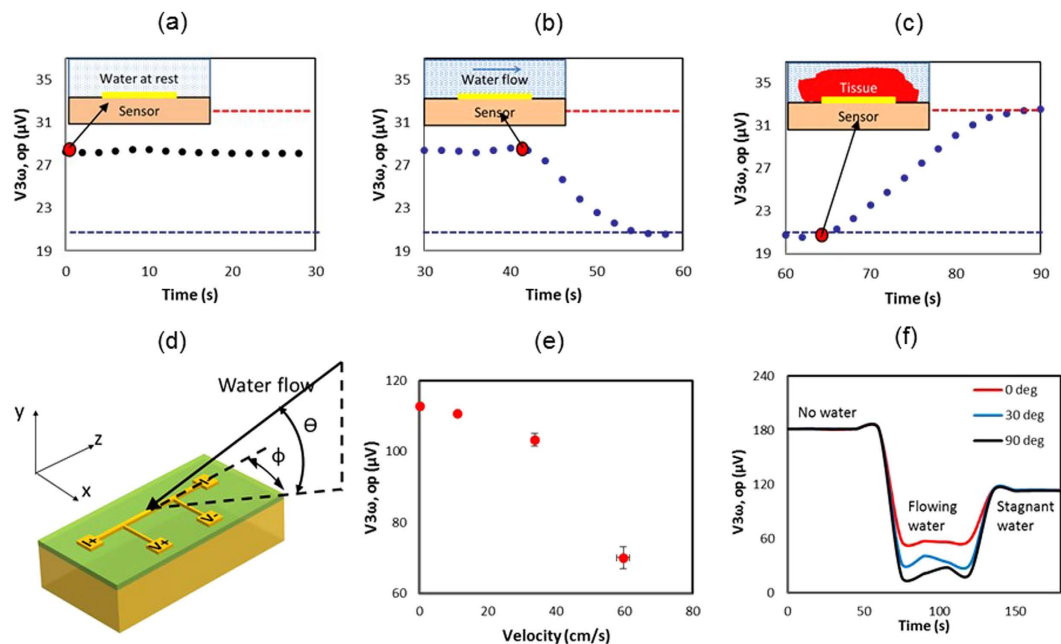 (a)
35
31
27
23
19
V3ω, op (µV)
Water at rest
Sensor
0
10
20
30
Time (s)
(b)
35
31
27
23
19
V3ω, op (µV)
Water flow
Sensor
30
40
50
60
Time (s)
(c)
35
31
27
23
19
V3ω, op (µV)
Tissue
Sensor
60
70
80
90
Time (s)
(d)
y
z
x
Water flow
Θ
ϕ
I+
V+
V-
I-
(e)
120
100
80
60
V3ω, op (µV)
0
20
40
60
80
Velocity (cm/s)
(f)
240
180
120
60
0
V3ω, op (µV)
No water
0 deg
30 deg
90 deg
Flowing
water
Stagnant
water
0
50
100
150
Time (s)